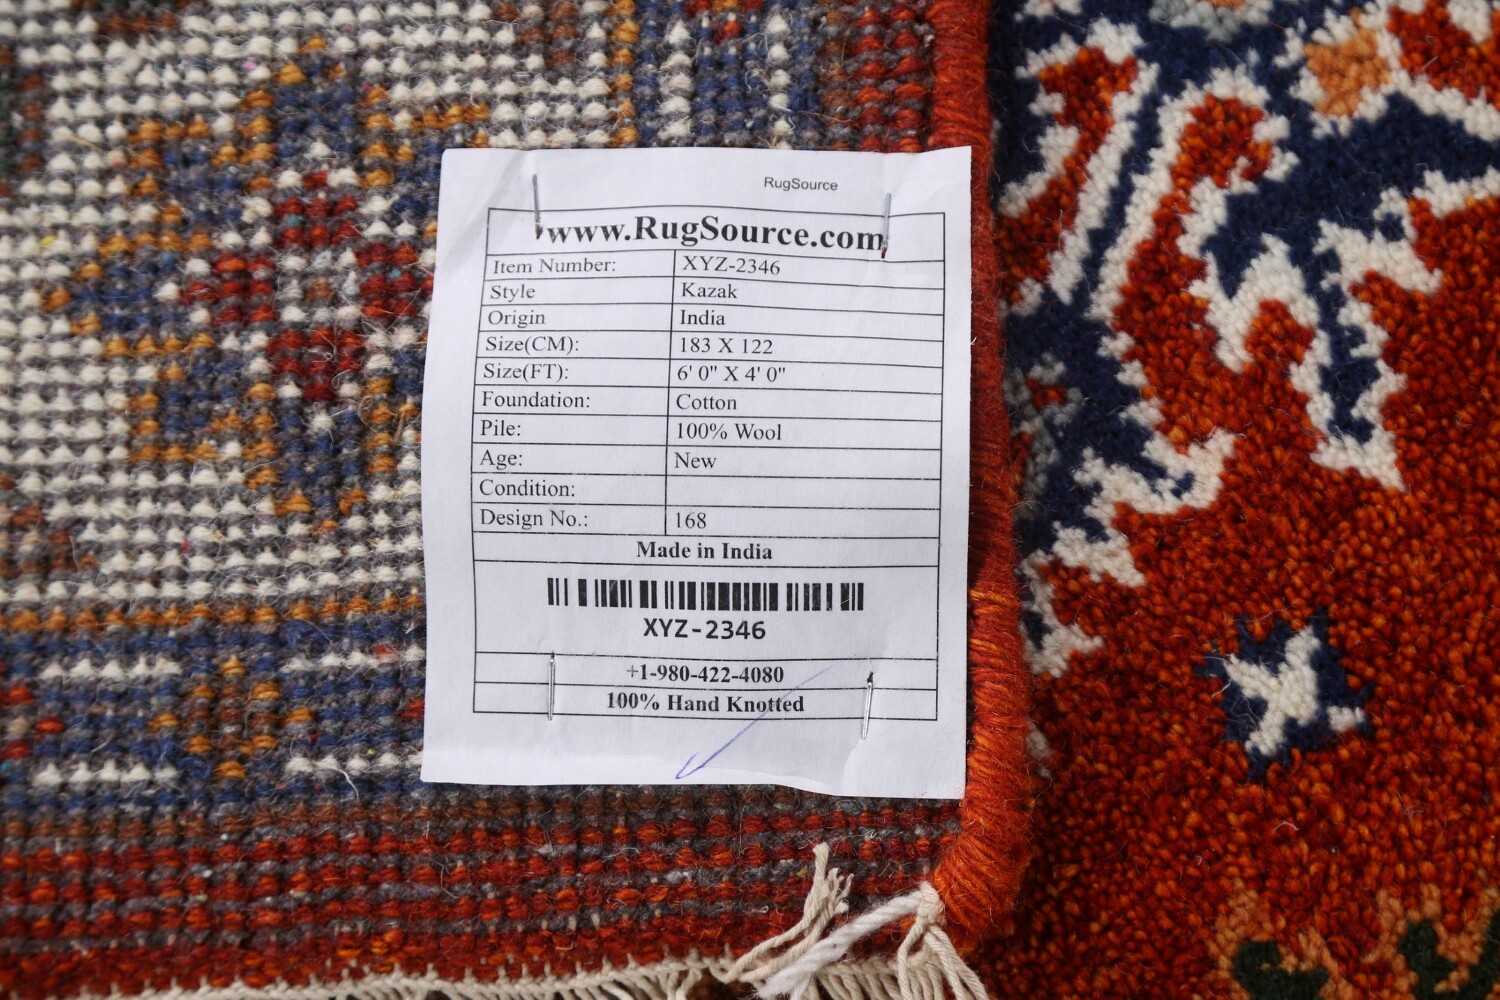 RugSource
www.RugSource.com
Item Number: XYZ-2346
Style Kazak
Origin India
Size(CM): 183 X 122
Size(FT): 6' 0" X 4' 0"
Foundation: Cotton
Pile: 100% Wool
Age: New
Condition:
Design No.: 168
Made in India
XYZ-2346
+1-980-422-4080
100% Hand Knotted